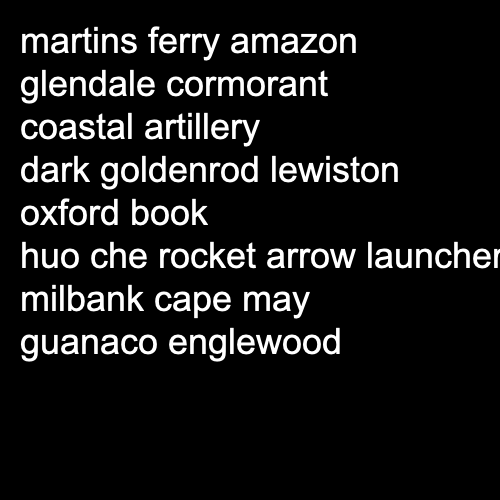 martins ferry amazon
glendale cormorant
coastal artillery
dark goldenrod lewiston
oxford book
huo che rocket arrow launcher
milbank cape may
guanaco englewood